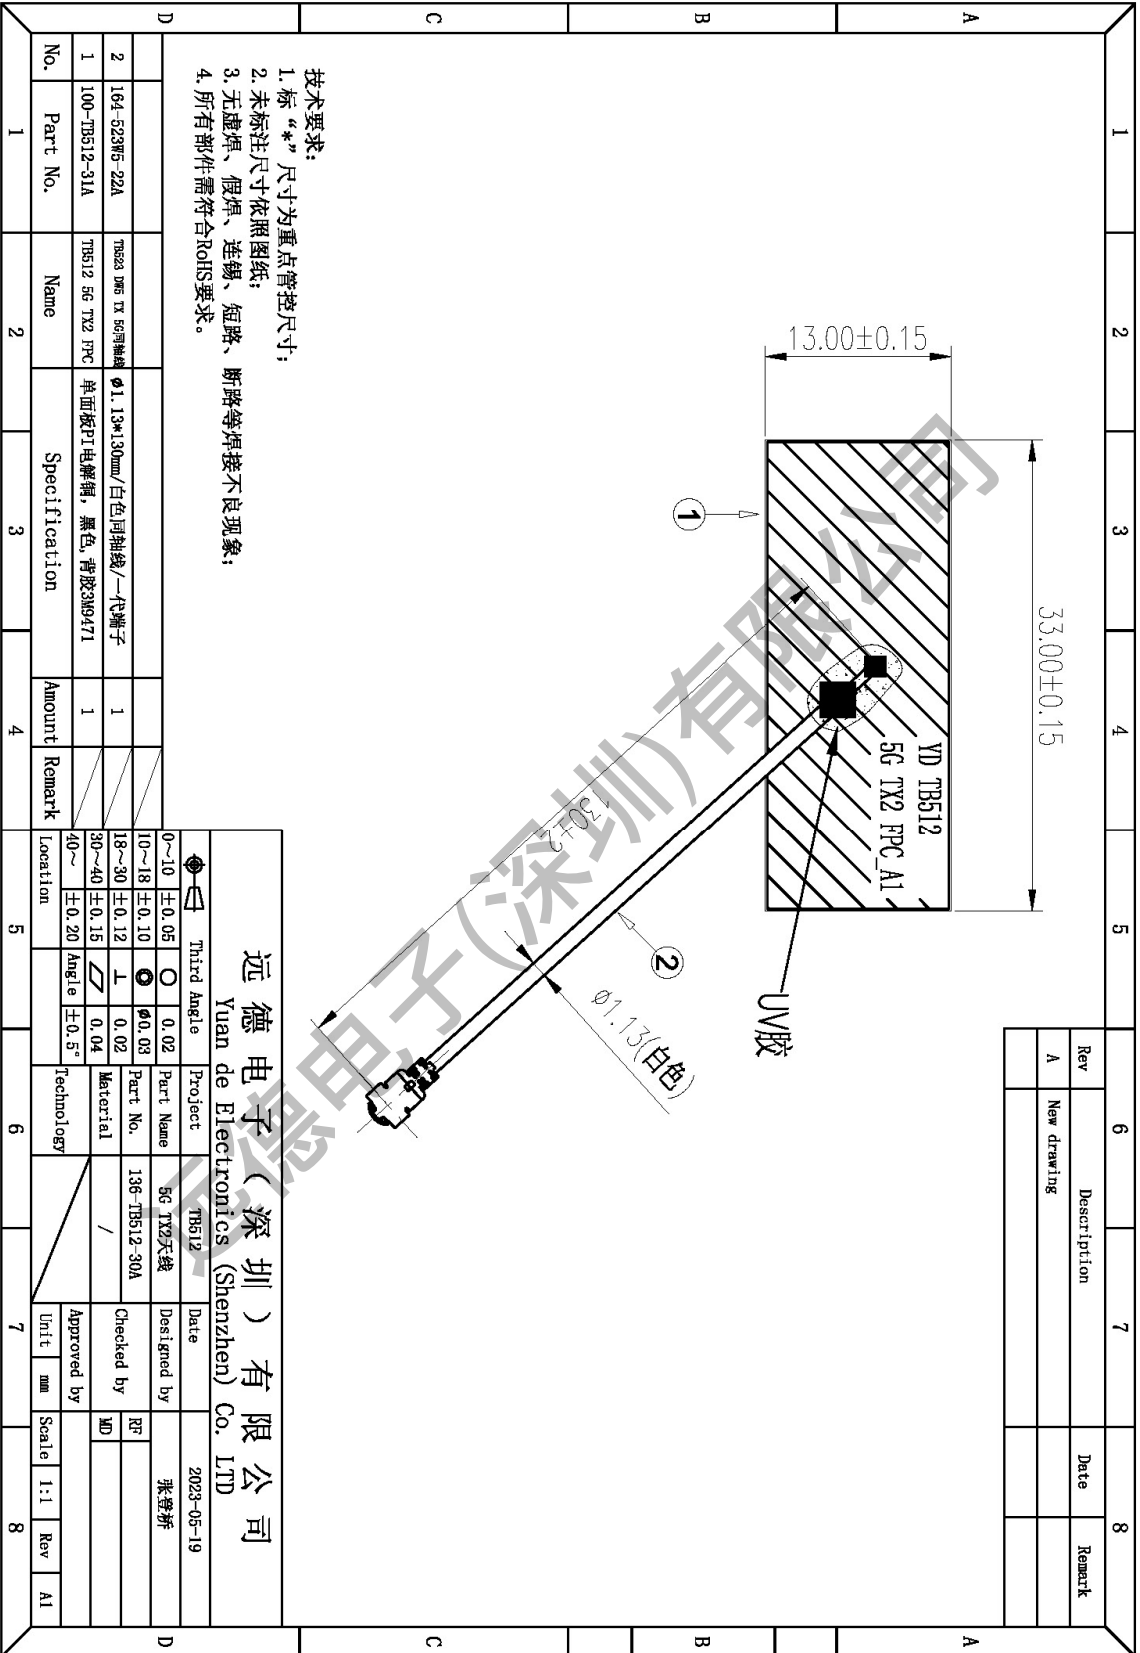 1 2 3 4 5 6 7 8
A
B
C
D
A
B
C
D
Rev Description Date Remark
A New drawing
33.00±0.15
13.00±0.15
YD TB512
5G TX2 FPC_A1
1
2
UV胶
130±2
ø1.13(白色)
远德电子(深圳)有限公司
技术要求:
1. 标“*”尺寸为重点管控尺寸;
2. 未标注尺寸依照图纸;
3. 无虚焊、假焊、连锡、短路、断路等焊接不良现象;
4. 所有部件需符合RoHS要求。
2 164-523W5-22A TB523 DW5 TX 5G同轴线 ø1.13*130mm/白色同轴线/一代端子 1
1 100-TB512-31A TB512 5G TX2 FPC 单面板PI电解铜, 黑色, 背胶3M9471 1
No. Part No. Name Specification Amount Remark
远德电子(深圳)有限公司
Yuan de Electronics (Shenzhen) Co. LTD
Third Angle Project TB512 Date 2023-05-19
0~10 ±0.05 0.02 Part Name 5G TX2天线 Designed by 张登桥
10~18 ±0.10 ø0.03 Part No. 136-TB512-30A Checked by RF
18~30 ±0.12 0.02
30~40 ±0.15 0.04 Material / MD
40~ ±0.20 Angle ±0.5° Approved by
Location Technology Unit mm Scale 1:1 Rev A1
1 2 3 4 5 6 7 8